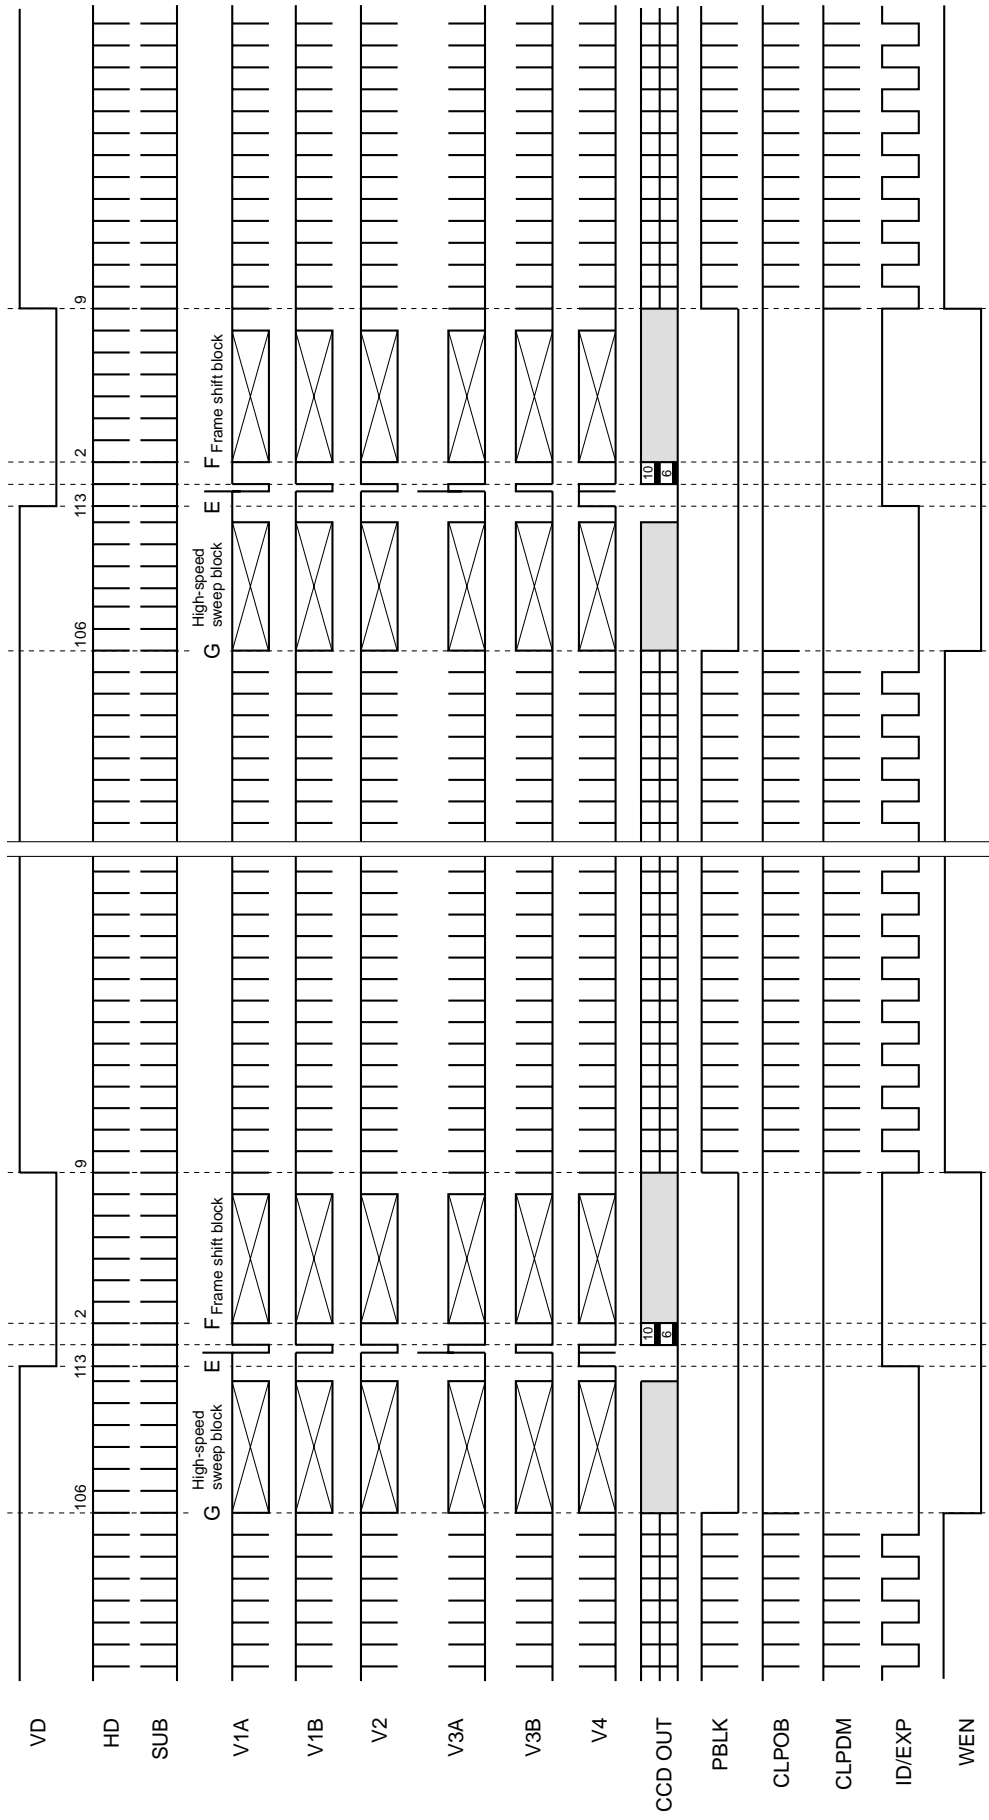 VD
106 113 2 9 106 113 2 9
HD
SUB
High-speed
sweep block
Frame shift block
High-speed
sweep block
Frame shift block
G E F G E F
V1A
V1B
V2
V3A
V3B
V4
10 10
CCD OUT
6 6
PBLK
CLPOB
CLPDM
ID/EXP
WEN